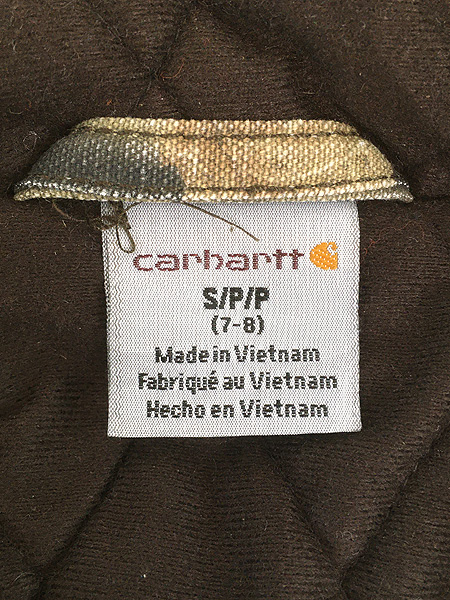 carhartt
S/P/P
(7-8)
Made in Vietnam
Fabriqué au Vietnam
Hecho en Vietnam